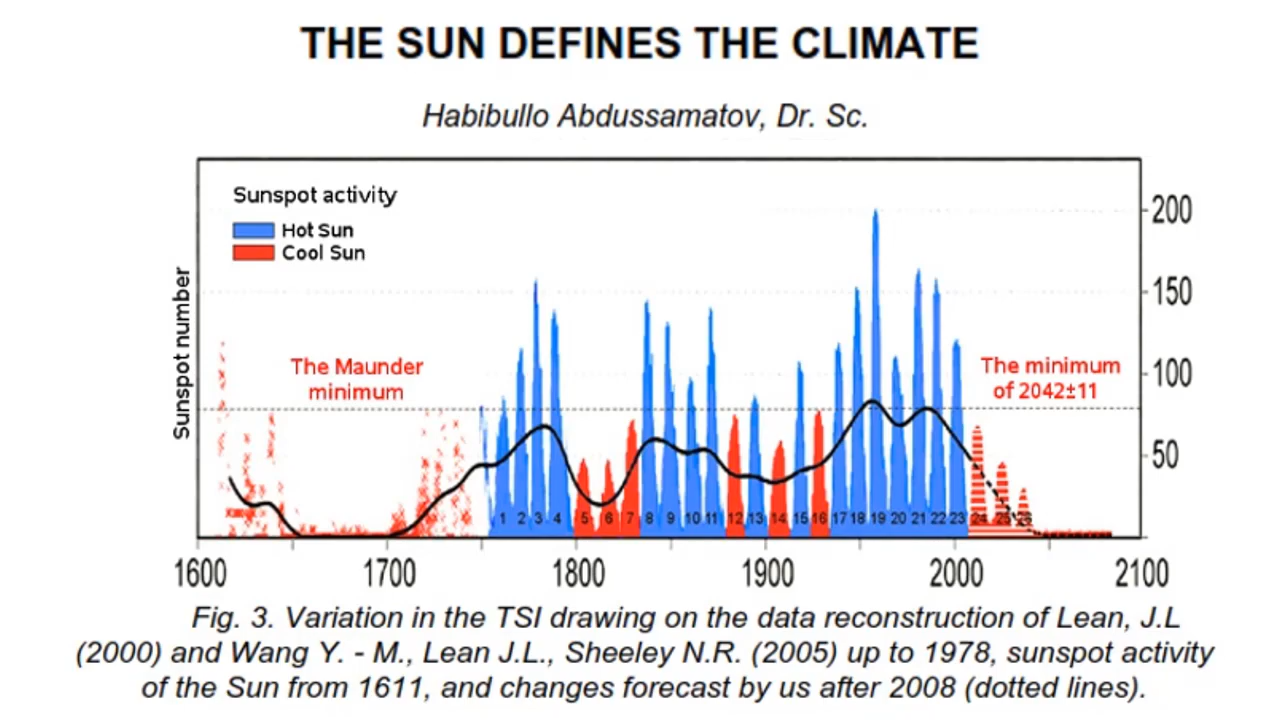 THE SUN DEFINES THE CLIMATE
Habibullo Abdussamatov, Dr. Sc.
Sunspot activity
Hot Sun
Cool Sun
Sunspot number
The Maunder
minimum
The minimum
of 2042±11
200
150
100
50
1 2 3 4 5 6 7 8 9 10 11 12 13 14 15 16 17 18 19 20 21 22 23 24 25 26
1600 1700 1800 1900 2000 2100
Fig. 3. Variation in the TSI drawing on the data reconstruction of Lean, J.L
(2000) and Wang Y. - M., Lean J.L., Sheeley N.R. (2005) up to 1978, sunspot activity
of the Sun from 1611, and changes forecast by us after 2008 (dotted lines).